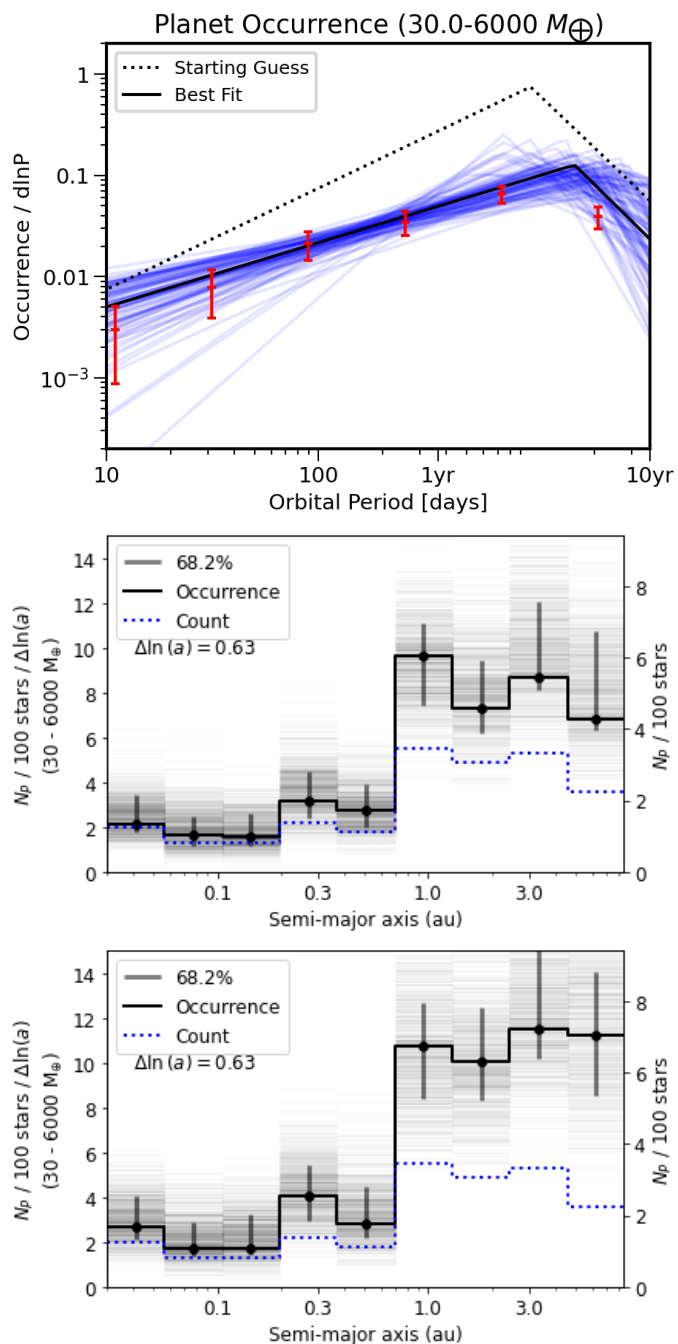 Planet Occurrence (30.0-6000 M⊕)
Starting Guess
Best Fit
1
0.1
0.01
10⁻³
Occurrence / dlnP
10
100
1yr
10yr
Orbital Period [days]
68.2%
Occurrence
Count
Δln (a) = 0.63
14
12
10
8
6
4
2
0
N_P / 100 stars / Δln(a)
(30 - 6000 M⊕)
8
6
4
2
0
N_P / 100 stars
0.1
0.3
1.0
3.0
Semi-major axis (au)
68.2%
Occurrence
Count
Δln (a) = 0.63
14
12
10
8
6
4
2
0
N_P / 100 stars / Δln(a)
(30 - 6000 M⊕)
8
6
4
2
0
N_P / 100 stars
0.1
0.3
1.0
3.0
Semi-major axis (au)